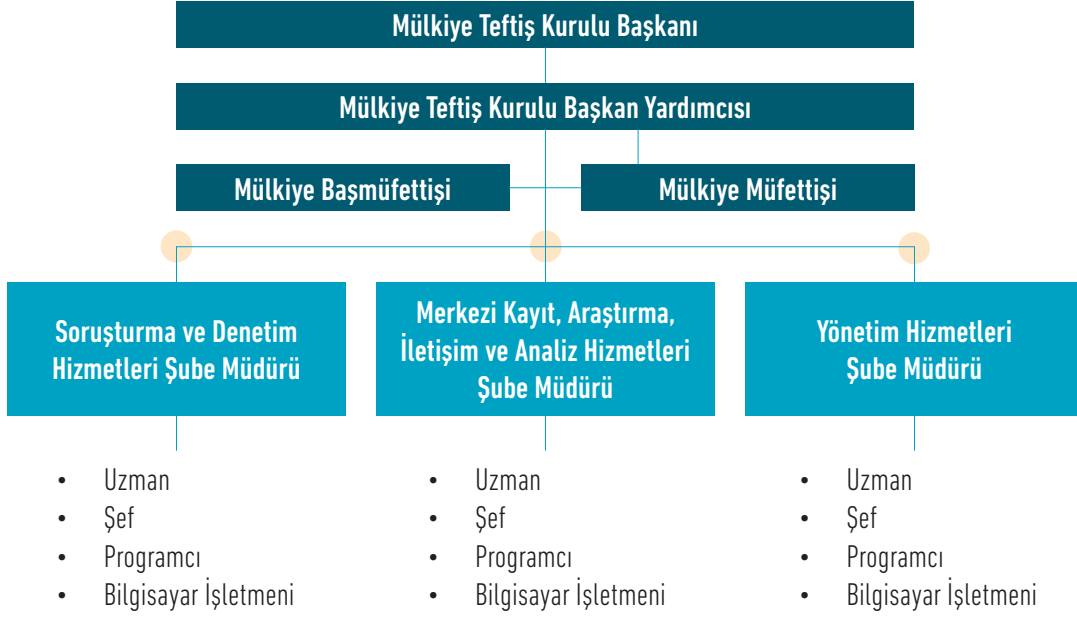 Mülkiye Teftiş Kurulu Başkanı
Mülkiye Teftiş Kurulu Başkan Yardımcısı
Mülkiye Başmüfettişi
Mülkiye Müfettişi
Soruşturma ve Denetim
Hizmetleri Şube Müdürü
Merkezi Kayıt, Araştırma,
İletişim ve Analiz Hizmetleri
Şube Müdürü
Yönetim Hizmetleri
Şube Müdürü
• Uzman
• Şef
• Programcı
• Bilgisayar İşletmeni
• Uzman
• Şef
• Programcı
• Bilgisayar İşletmeni
• Uzman
• Şef
• Programcı
• Bilgisayar İşletmeni